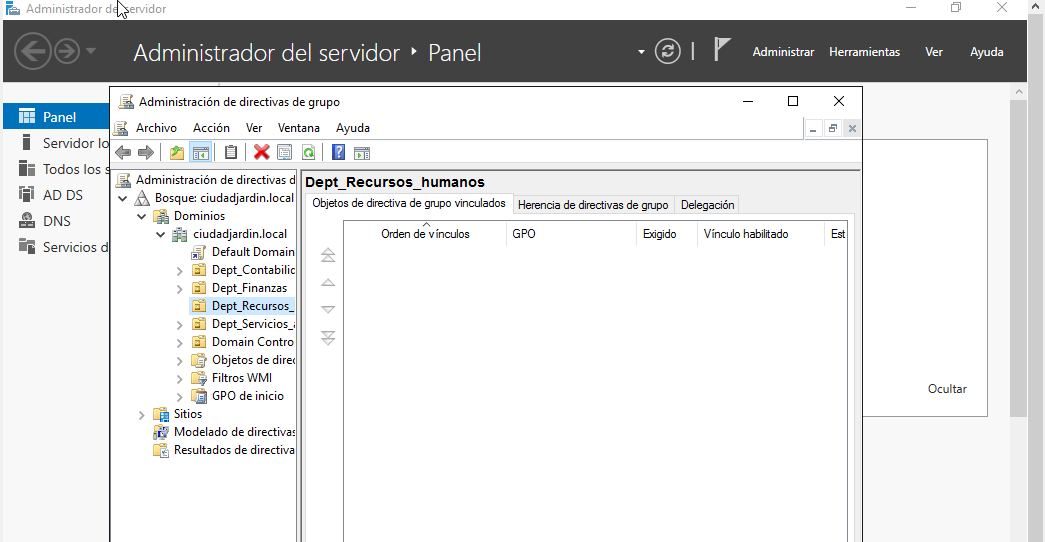 Administrador de servidor
Administrador del servidor
Panel
Administrar
Herramientas
Ver
Ayuda
Panel
Servidor lo
Todos los s
AD DS
DNS
Servicios d
Administración de directivas de grupo
Archivo
Acción
Ver
Ventana
Ayuda
Administración de directivas d
Bosque: ciudadjardin.local
Dominios
ciudadjardin.local
Default Domain
Dept_Contabilid
Dept_Finanzas
Dept_Recursos_
Dept_Servicios_a
Domain Contro
Objetos de direc
Filtros WMI
GPO de inicio
Sitios
Modelado de directivas
Resultados de directiva
Dept_Recursos_humanos
Objetos de directiva de grupo vinculados
Herencia de directivas de grupo
Delegación
Orden de vínculos
GPO
Exigido
Vínculo habilitado
Est
Ocultar